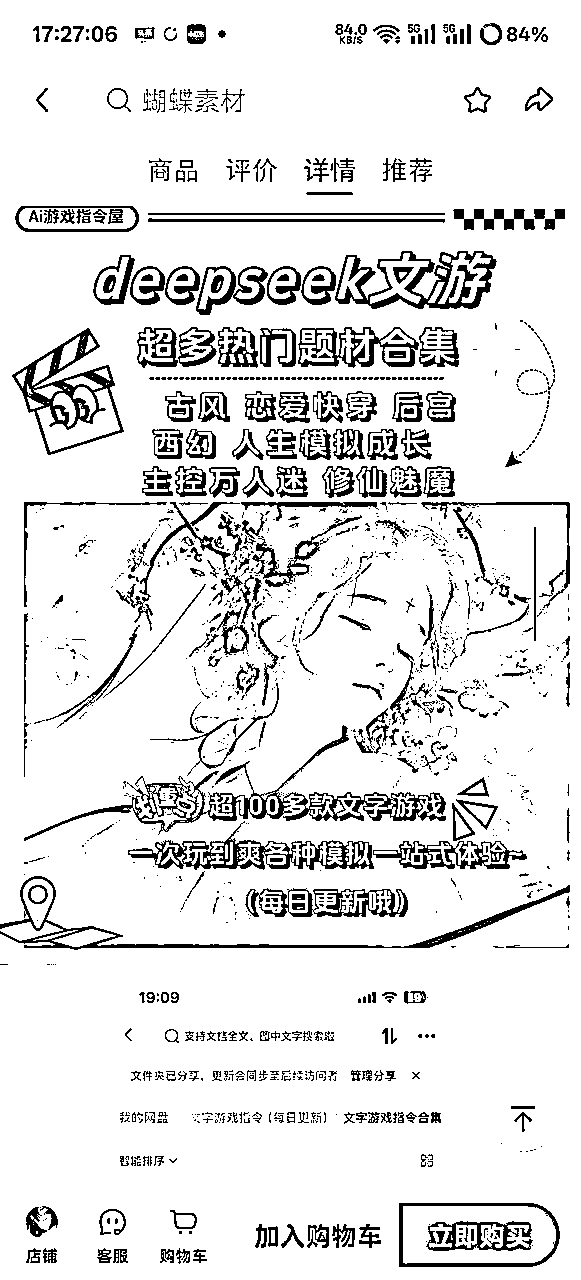 17:27:06 84.0 KB/S 5G 5G 84%
蝴蝶素材
商品 评价 详情 推荐
Ai游戏指令屋
deepseek文游
超多热门题材合集
古风 恋爱快穿 后宫
西幻 人生模拟成长
主控万人迷 修仙魅魔
划重点 超100多款文字游戏
一次玩到爽各种模拟一站式体验~
(每日更新哦)
19:09
支持文档全文、图中文字搜索啦
文件夹已分享，更新会同步至后续访问者 管理分享 ×
我的网盘 文字游戏指令（每日更新） 文字游戏指令合集
智能排序
店铺 客服 购物车 加入购物车 立即购买